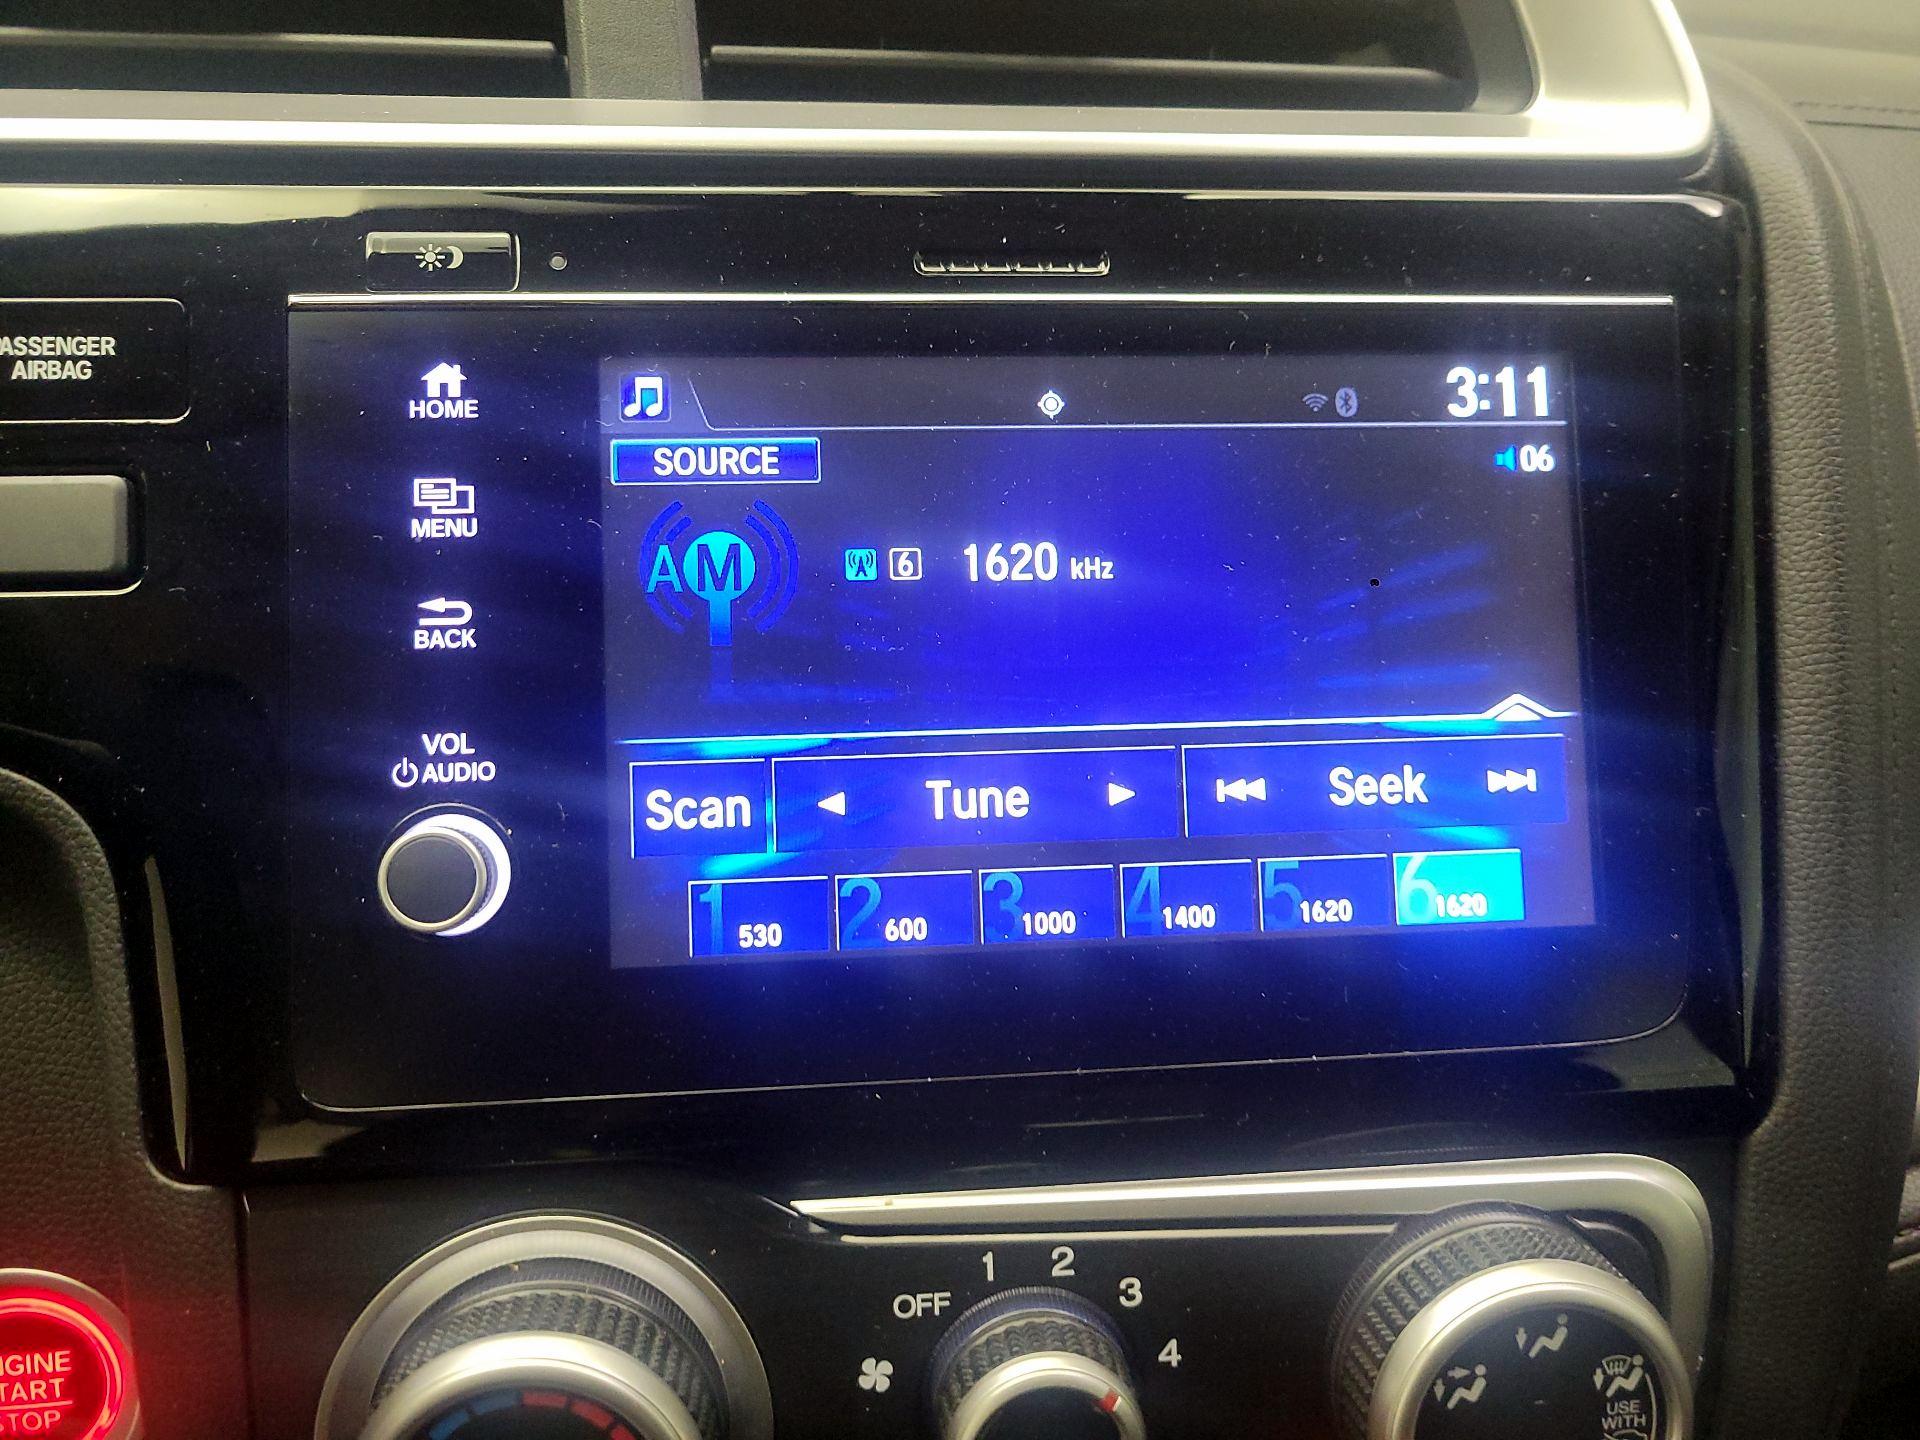 ASSENGER
AIRBAG
HOME
MENU
BACK
VOL
AUDIO
3:11
SOURCE
06
AM
6 1620 kHz
Scan
Tune
Seek
1 530
2 600
3 1000
4 1400
5 1620
6 1620
OFF
1
2
3
4
GINE
TART
STOP
USE
WITH